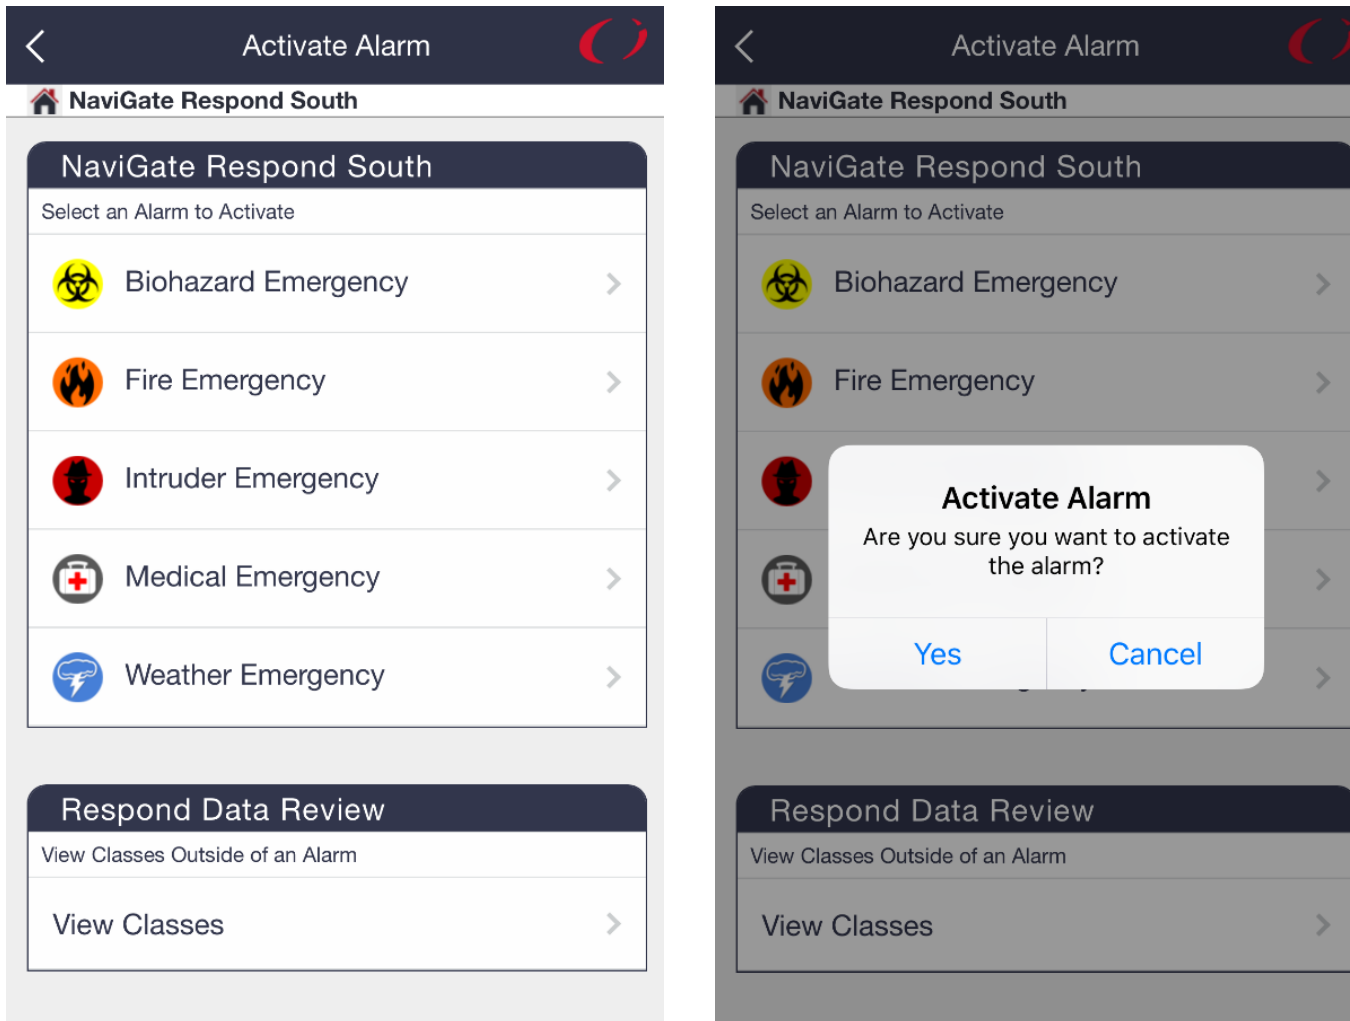 Activate Alarm
NaviGate Respond South
NaviGate Respond South
Select an Alarm to Activate
Biohazard Emergency
Fire Emergency
Intruder Emergency
Medical Emergency
Weather Emergency
Respond Data Review
View Classes Outside of an Alarm
View Classes
Activate Alarm
NaviGate Respond South
NaviGate Respond South
Select an Alarm to Activate
Biohazard Emergency
Fire Emergency
Activate Alarm
Are you sure you want to activate
the alarm?
Yes
Cancel
Respond Data Review
View Classes Outside of an Alarm
View Classes